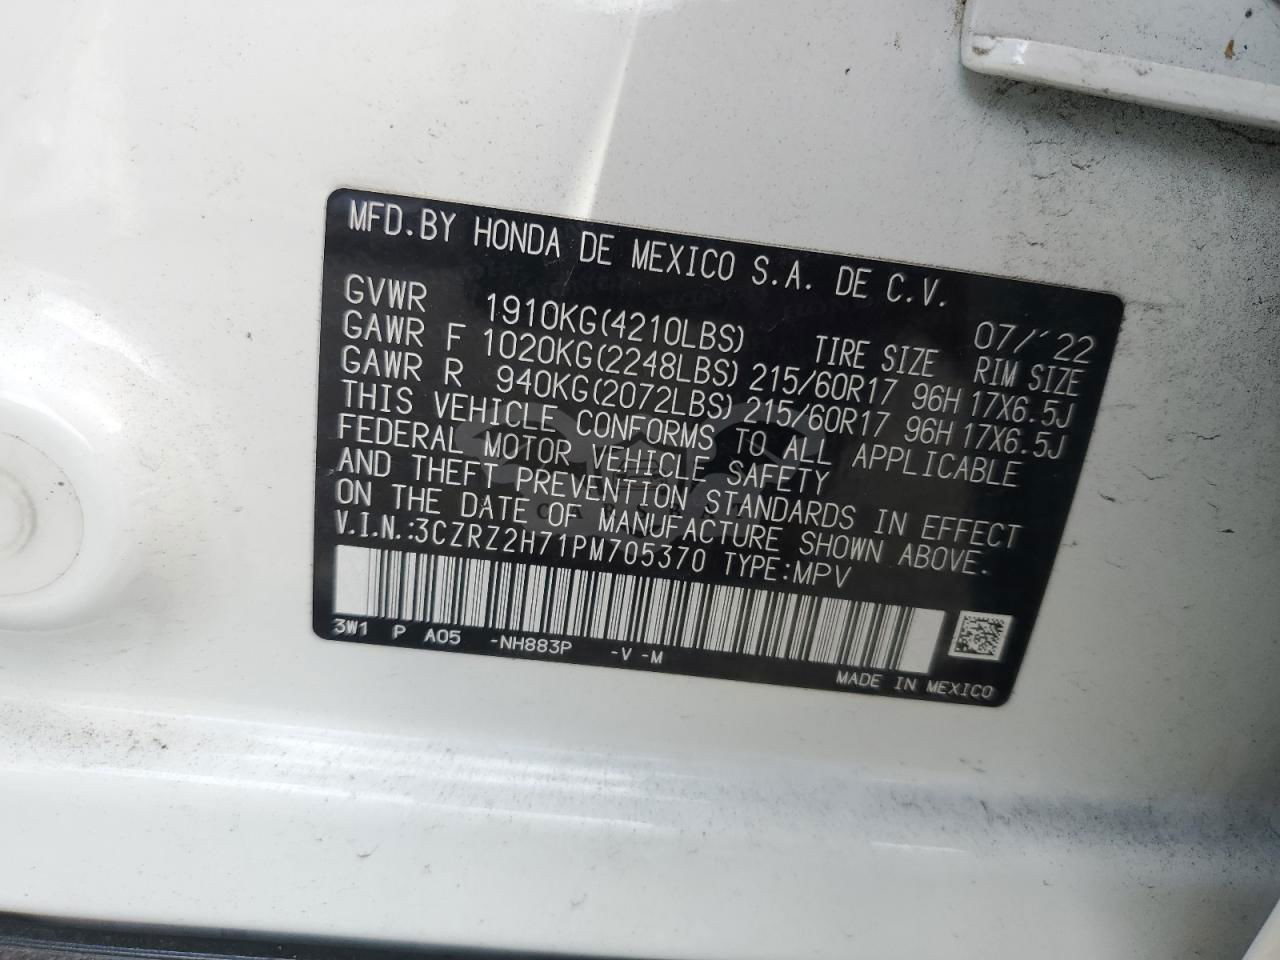 MFD.BY HONDA DE MEXICO S.A. DE C.V.
07/'22
GVWR 1910KG(4210LBS) TIRE SIZE RIM SIZE
GAWR F 1020KG(2248LBS) 215/60R17 96H 17X6.5J
GAWR R 940KG(2072LBS) 215/60R17 96H 17X6.5J
THIS VEHICLE CONFORMS TO ALL APPLICABLE
FEDERAL MOTOR VEHICLE SAFETY
AND THEFT PREVENTION STANDARDS IN EFFECT
ON THE DATE OF MANUFACTURE SHOWN ABOVE.
V.I.N.:3CZRZ2H71PM705370 TYPE:MPV
3W1 P A05 -NH883P -V -M
MADE IN MEXICO